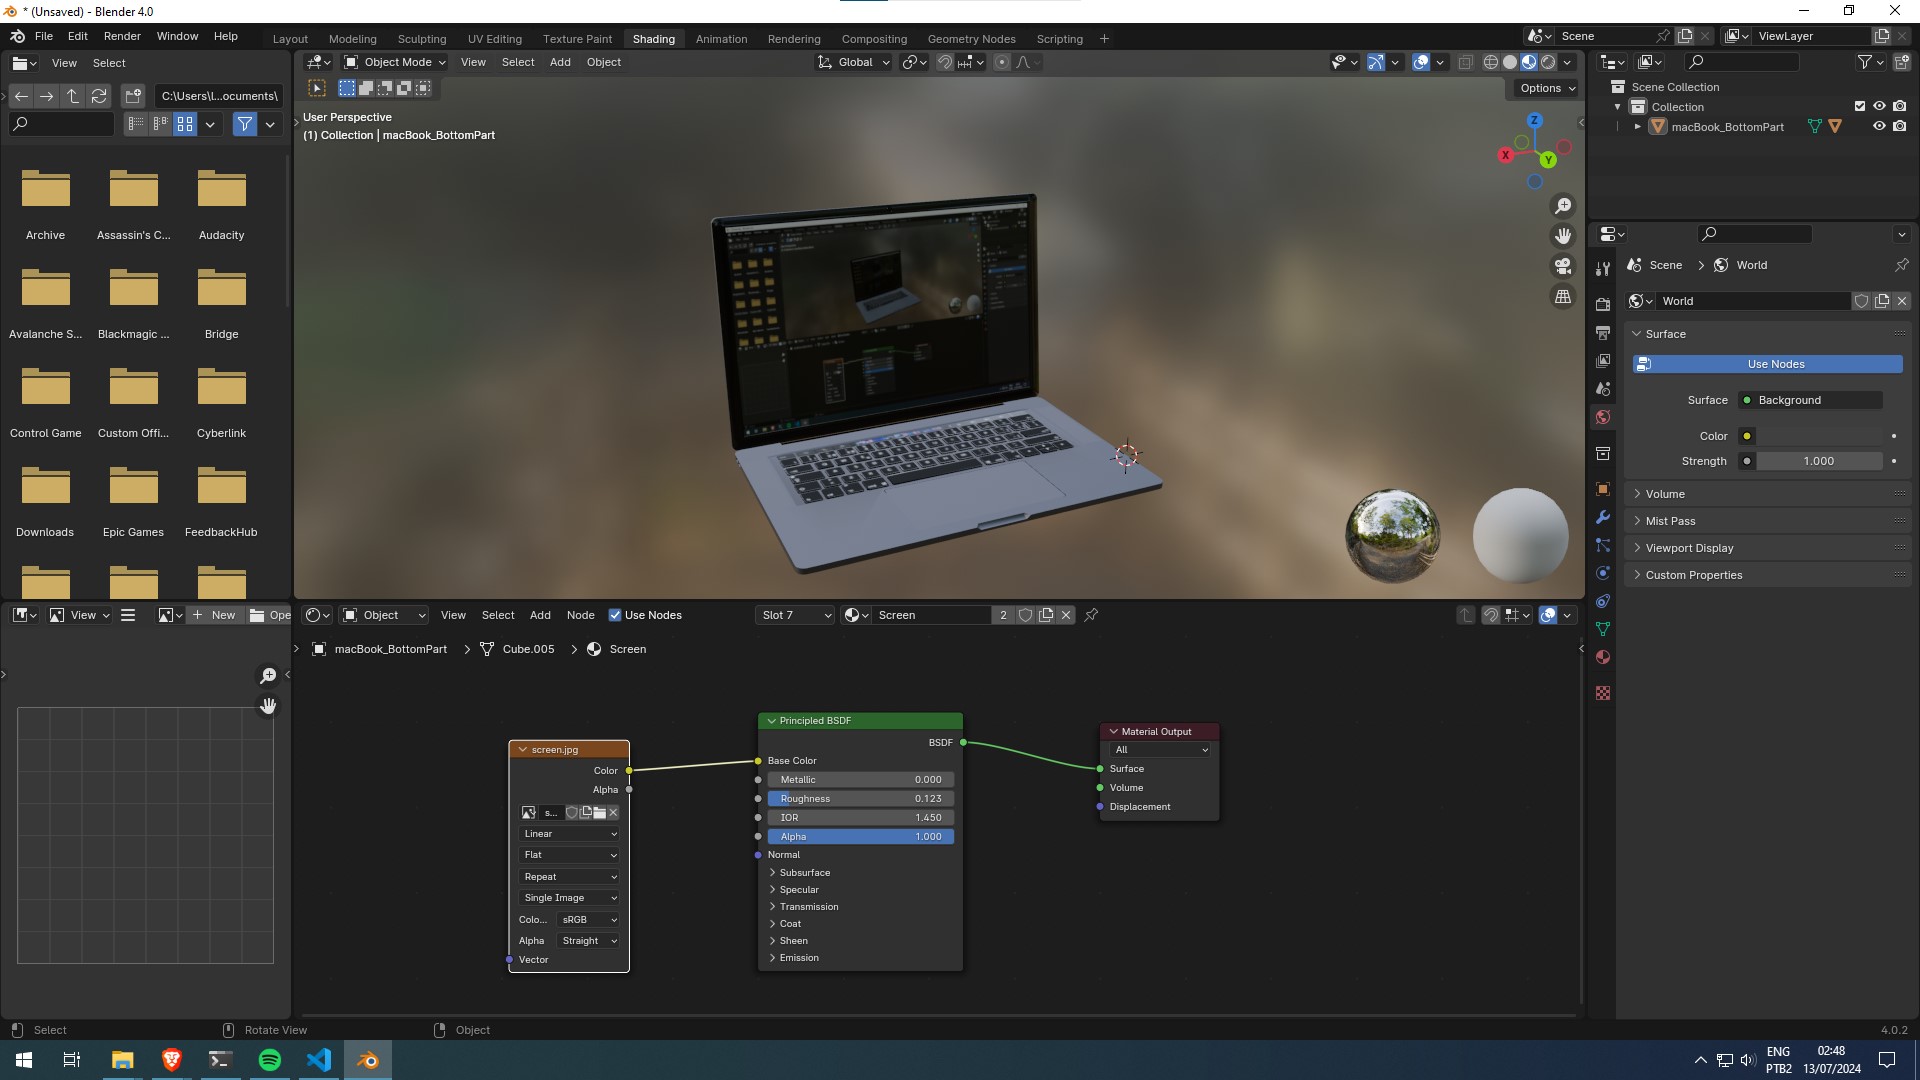 * (Unsaved) - Blender 4.0
File Edit Render Window Help
Layout Modeling Sculpting UV Editing Texture Paint Shading Animation Rendering Compositing Geometry Nodes Scripting +
Scene
ViewLayer
View Select
C:\Users\l...ocuments\
Archive Assassin's C... Audacity
Avalanche S... Blackmagic ... Bridge
Control Game Custom Offi... Cyberlink
Downloads Epic Games FeedbackHub
Object Mode View Select Add Object
Global
Options
User Perspective
(1) Collection | macBook_BottomPart
Z
X
Y
Scene Collection
Collection
macBook_BottomPart
Scene > World
World
Surface
Use Nodes
Surface Background
Color
Strength 1.000
Volume
Mist Pass
Viewport Display
Custom Properties
View
+ New Ope
Object View Select Add Node Use Nodes
Slot 7
Screen 2
macBook_BottomPart > Cube.005 > Screen
screen.jpg
Color
Alpha
s...
Linear
Flat
Repeat
Single Image
Colo... sRGB
Alpha Straight
Vector
Principled BSDF
BSDF
Base Color
Metallic 0.000
Roughness 0.123
IOR 1.450
Alpha 1.000
Normal
Subsurface
Specular
Transmission
Coat
Sheen
Emission
Material Output
All
Surface
Volume
Displacement
Select
Rotate View
Object
4.0.2
ENG
PTB2
02:48
13/07/2024